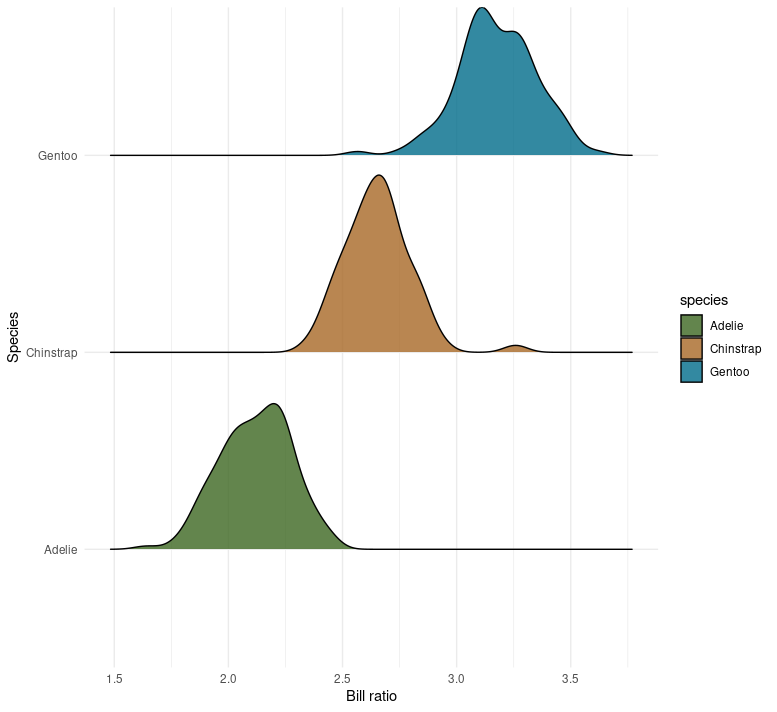 Gentoo
Chinstrap
Adelie
Species
1.5 2.0 2.5 3.0 3.5
Bill ratio
species
Adelie
Chinstrap
Gentoo